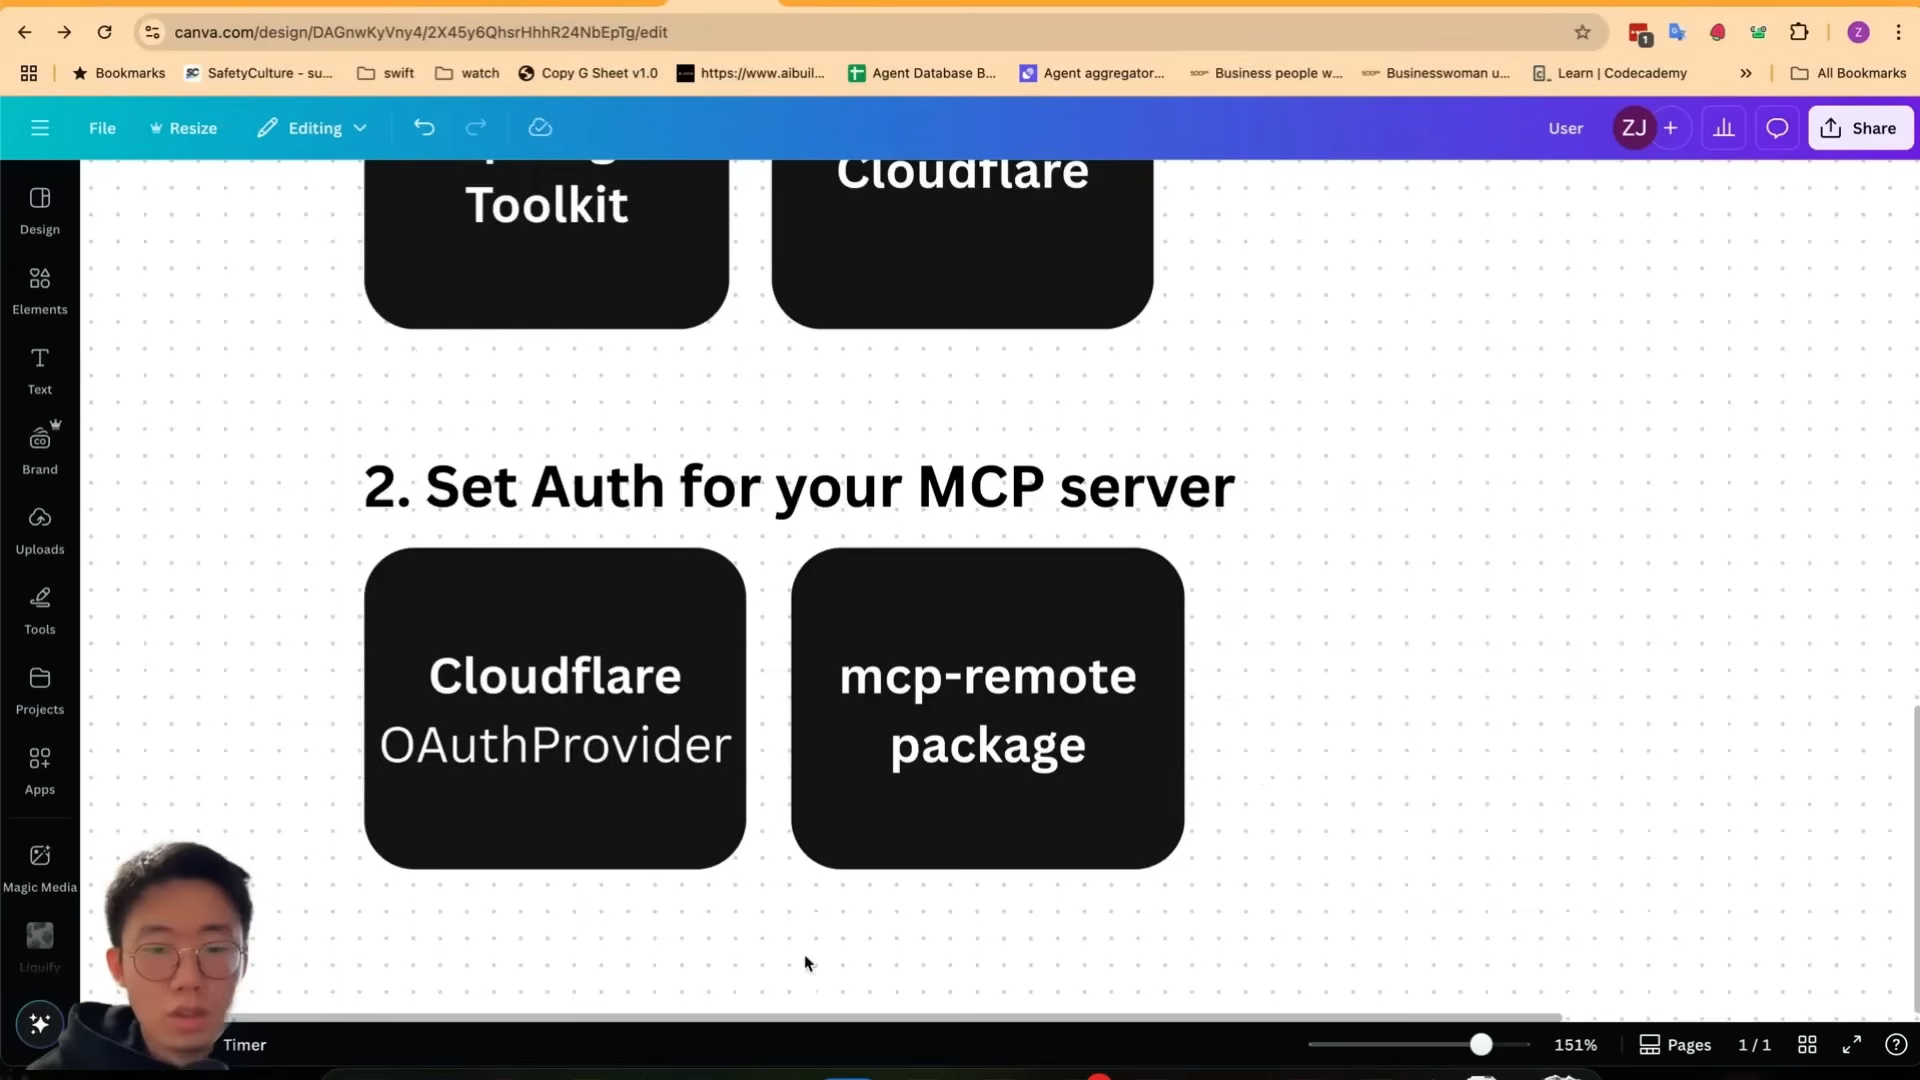 canva.com/design/DAGnwKyVny4/2X45y6QhsrHhhR24NbEpTg/edit
1
Z
Bookmarks
SafetyCulture - su...
swift
watch
Copy G Sheet v1.0
https://www.aibuil...
Agent Database B...
Agent aggregator...
Business people w...
Businesswoman u...
Learn | Codecademy
All Bookmarks
File
Resize
Editing
User
ZJ
Share
Design
Elements
Text
Brand
Uploads
Tools
Projects
Apps
Magic Media
Liquify
Toolkit
Cloudflare
2. Set Auth for your MCP server
Cloudflare
OAuthProvider
mcp-remote
package
Timer
151%
Pages
1 / 1